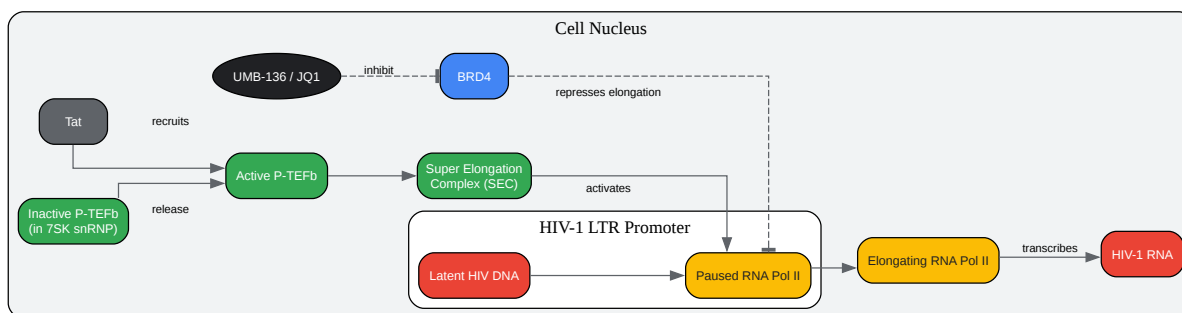 Cell Nucleus
UMB-136 / JQ1
inhibit
BRD4
represses elongation
Tat
recruits
Active P-TEFb
Super Elongation
Complex (SEC)
activates
Inactive P-TEFb
(in 7SK snRNP)
release
HIV-1 LTR Promoter
Latent HIV DNA
Paused RNA Pol II
Elongating RNA Pol II
transcribes
HIV-1 RNA